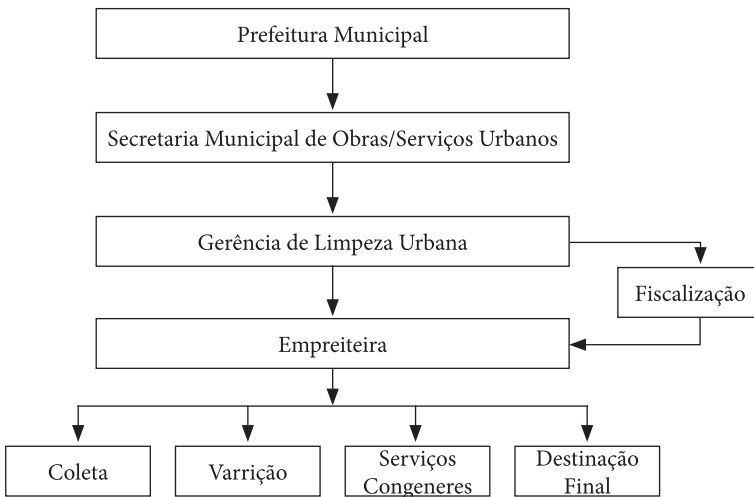 Prefeitura Municipal
Secretaria Municipal de Obras/Serviços Urbanos
Gerência de Limpeza Urbana
Fiscalização
Empreiteira
Coleta
Varrição
Serviços
Congeneres
Destinação
Final